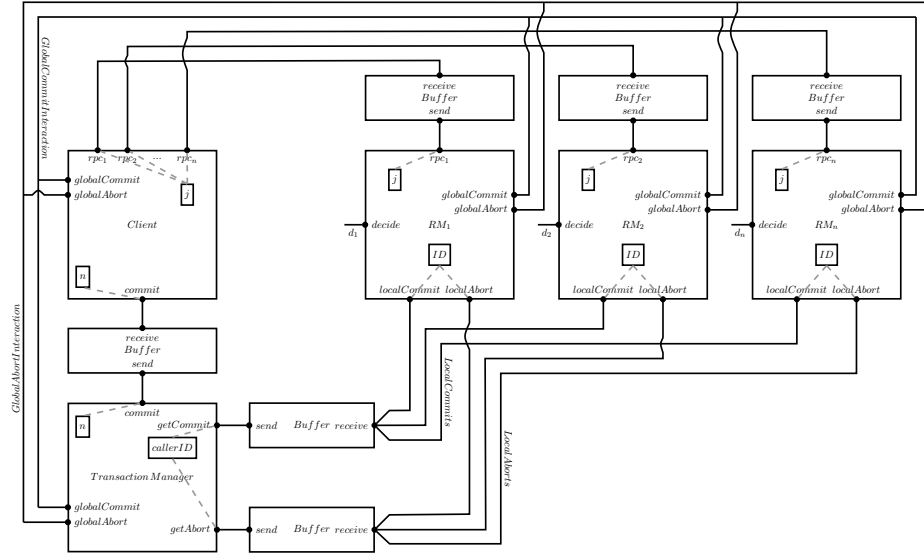 GlobalCommitInteraction
GlobalAbortInteraction
receive
Buffer
send
receive
Buffer
send
receive
Buffer
send
rpc1 rpc2 ... rpcn
globalCommit
globalAbort
j
Client
n
commit
rpc1
j
globalCommit
globalAbort
d1 decide RM1
ID
localCommit localAbort
rpc2
j
globalCommit
globalAbort
d2 decide RM2
ID
localCommit localAbort
rpcn
j
globalCommit
globalAbort
dn decide RMn
ID
localCommit localAbort
receive
Buffer
send
LocalCommits
LocalAborts
commit
n
getCommit
callerID
TransactionManager
globalCommit
globalAbort
getAbort
send Buffer receive
send Buffer receive